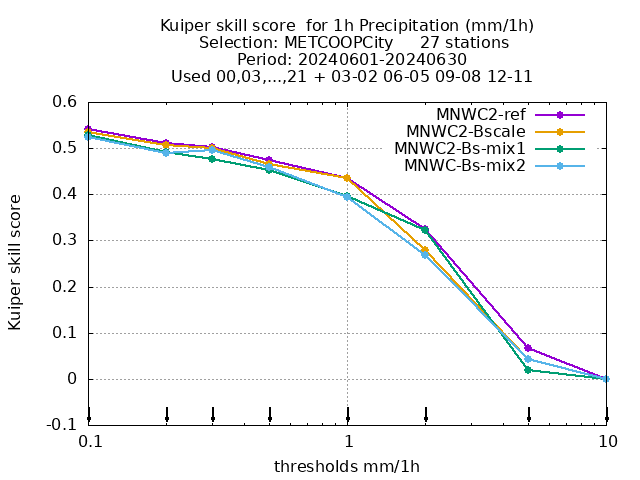 Kuiper skill score  for 1h Precipitation (mm/1h)
Selection: METCOOPCity     27 stations
Period: 20240601-20240630
Used 00,03,...,21 + 03-02 06-05 09-08 12-11
MNWC2-ref
MNWC2-Bscale
MNWC2-Bs-mix1
MNWC-Bs-mix2
0.6
0.5
0.4
0.3
0.2
0.1
0
-0.1
Kuiper skill score
0.1 1 10
thresholds mm/1h